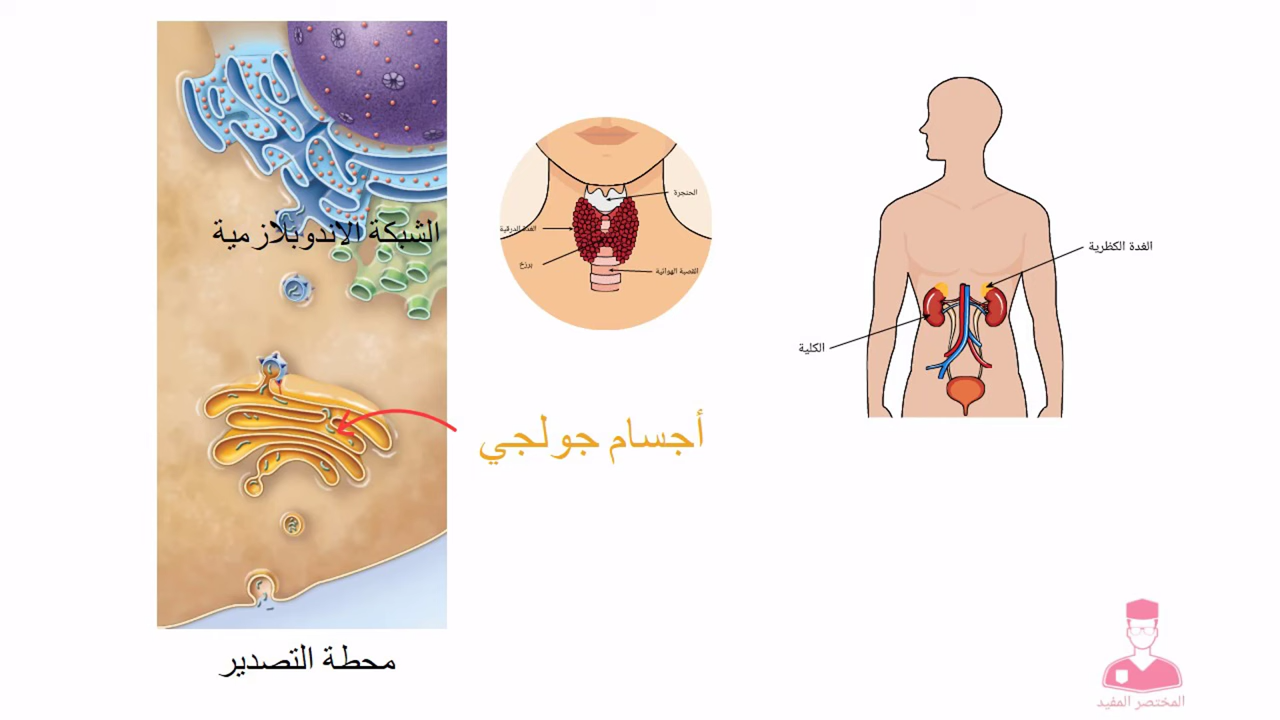 الشبكة الاندوبلازمية
أجسام جولجي
محطة التصدير
الحنجرة
الغدة الدرقية
برزخ
القصبة الهوائية
الغدة الكظرية
الكلية
المختصر المفيد